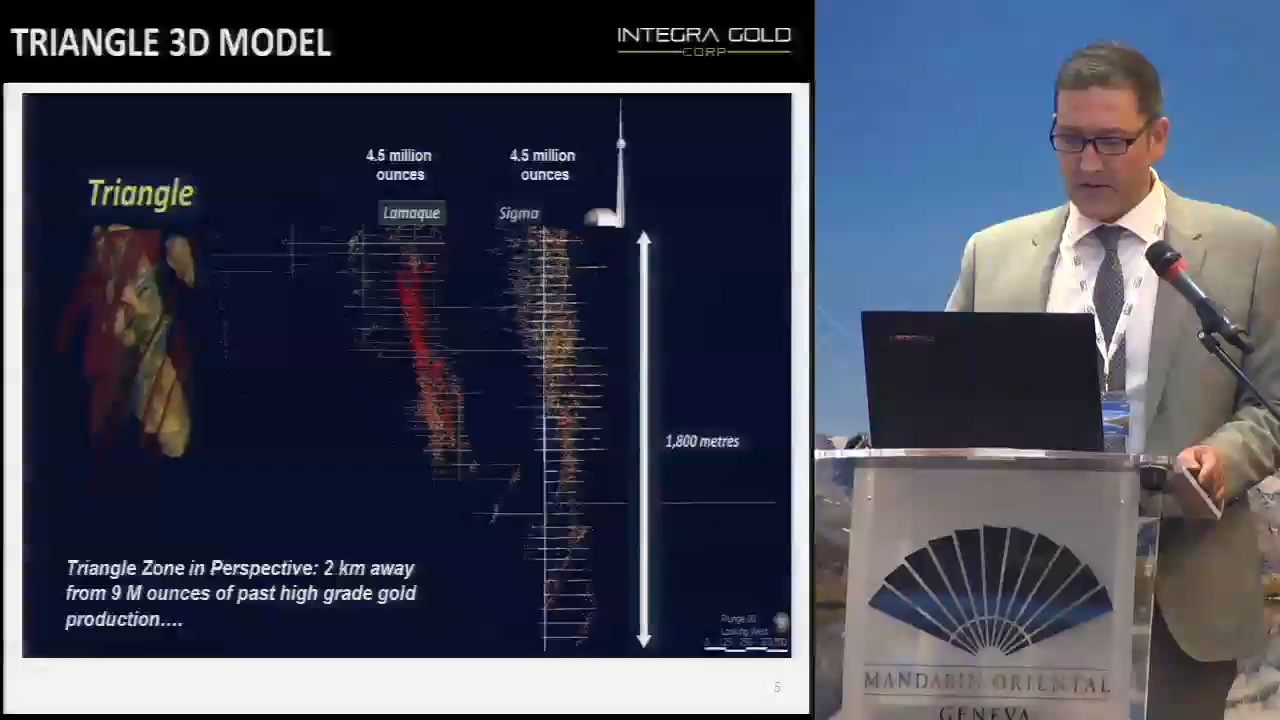 TRIANGLE 3D MODEL
INTEGRA GOLD
CORP
4.5 million
ounces
4.5 million
ounces
Triangle
Lamaque
Sigma
1,800 metres
Triangle Zone in Perspective: 2 km away
from 9 M ounces of past high grade gold
production....
Looking West
5
MANDARIN ORIENTAL
GENEVA